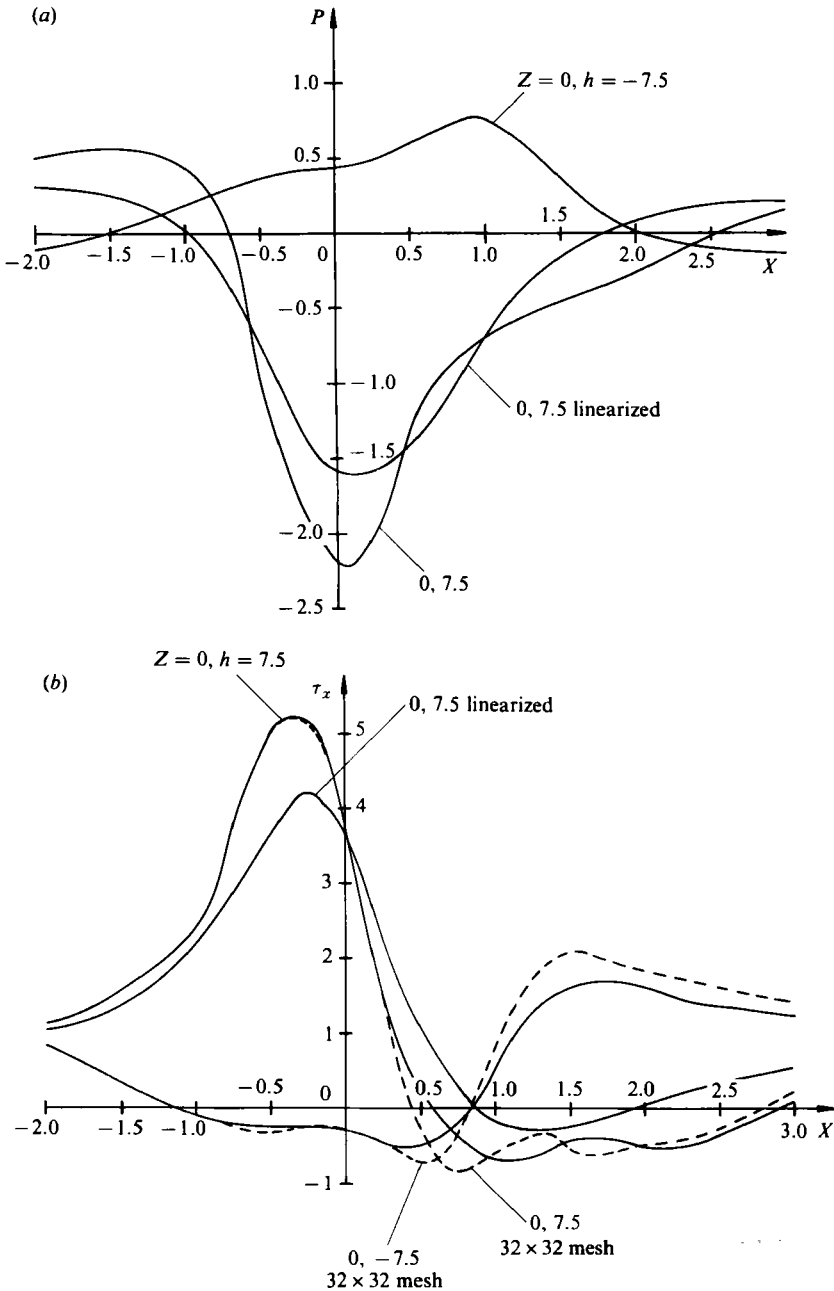 (a)
P
Z = 0, h = −7.5
1.0
0.5
1.5
−2.0 −1.5 −1.0 −0.5 0 0.5 1.0 2.0 2.5 X
−0.5
−1.0
0, 7.5 linearized
−1.5
−2.0
0, 7.5
−2.5
(b)
Z = 0, h = 7.5
τx
0, 7.5 linearized
5
4
3
2
1
−0.5 0 0.5 1.0 1.5 2.0 2.5
−2.0 −1.5 −1.0 3.0 X
−1
0, 7.5
32 × 32 mesh
0, −7.5
32 × 32 mesh